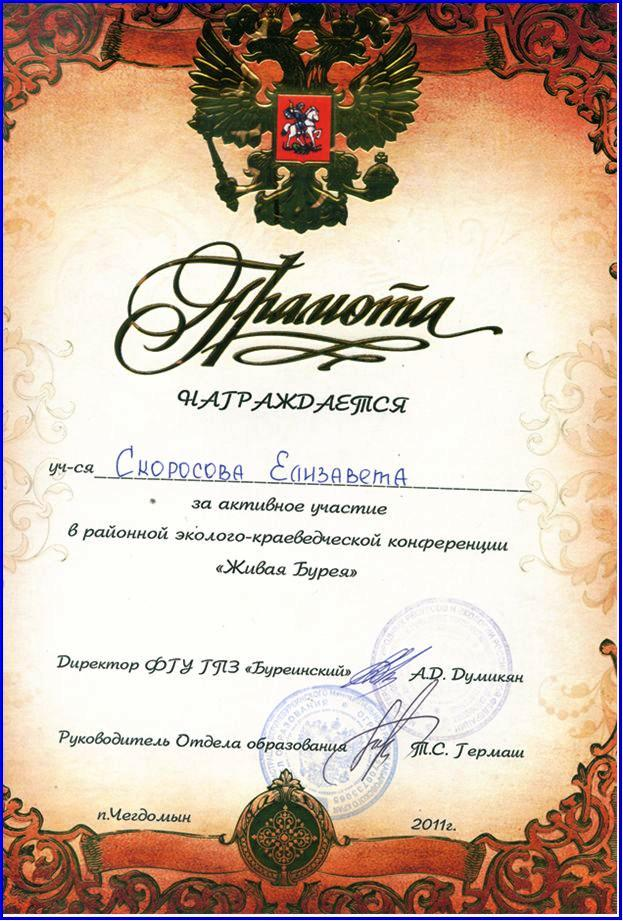 Грамота
НАГРАЖДАЕТСЯ
уч-ся Скоросова Елизавета
за активное участие
в районной эколого-краеведческой конференции
«Живая Бурея»
Директор ФГУ ГПЗ «Буреинский» А.D. Думикян
Руководитель Отдела образования Т.С. Гермаш
п.Чегдомын 2011г.